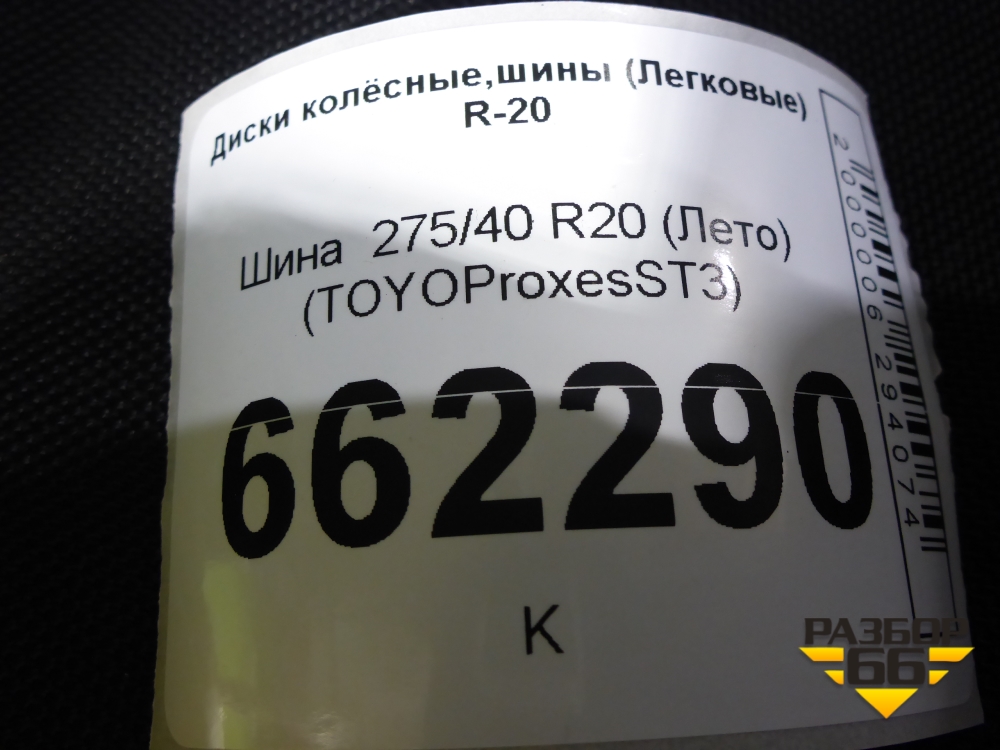 Диски колёсные,шины (Легковые)
R-20
Шина 275/40 R20 (Лето)
(TOYOProxesST3)
662290
K
2000006294074
РАЗБОР
66